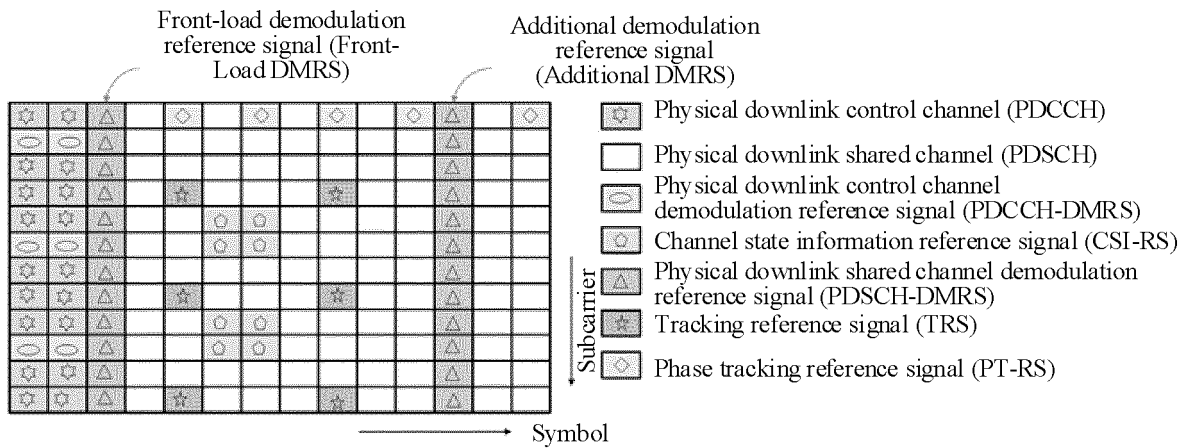 Front-load demodulation
reference signal (Front-
Load DMRS)
Additional demodulation
reference signal
(Additional DMRS)
Physical downlink control channel (PDCCH)
Physical downlink shared channel (PDSCH)
Physical downlink control channel
demodulation reference signal (PDCCH-DMRS)
Channel state information reference signal (CSI-RS)
Physical downlink shared channel demodulation
reference signal (PDSCH-DMRS)
Tracking reference signal (TRS)
Phase tracking reference signal (PT-RS)
Subcarrier
Symbol